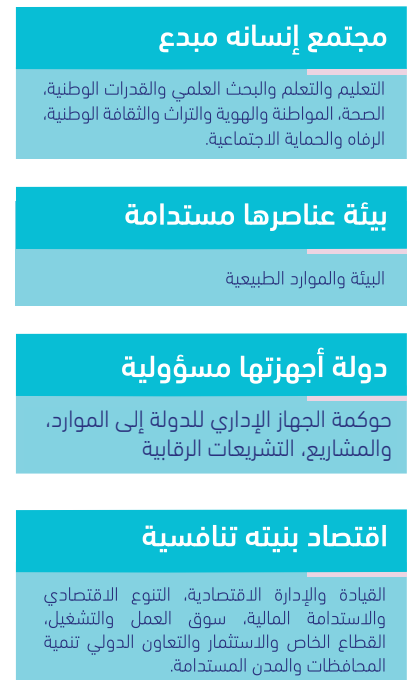 مجتمع إنسانه مبدع
التعليم والتعلم والبحث العلمي والقدرات الوطنية،
الصحة، المواطنة والهوية والتراث والثقافة الوطنية،
الرفاه والحماية الاجتماعية.
بيئة عناصرها مستدامة
البيئة والموارد الطبيعية
دولة أجهزتها مسؤولية
حوكمة الجهاز الإداري للدولة إلى الموارد،
والمشاريع، التشريعات الرقابية
اقتصاد بنيته تنافسية
القيادة والإدارة الاقتصادية، التنوع الاقتصادي
والاستدامة المالية، سوق العمل والتشغيل،
القطاع الخاص والاستثمار والتعاون الدولي تنمية
المحافظات والمدن المستدامة.